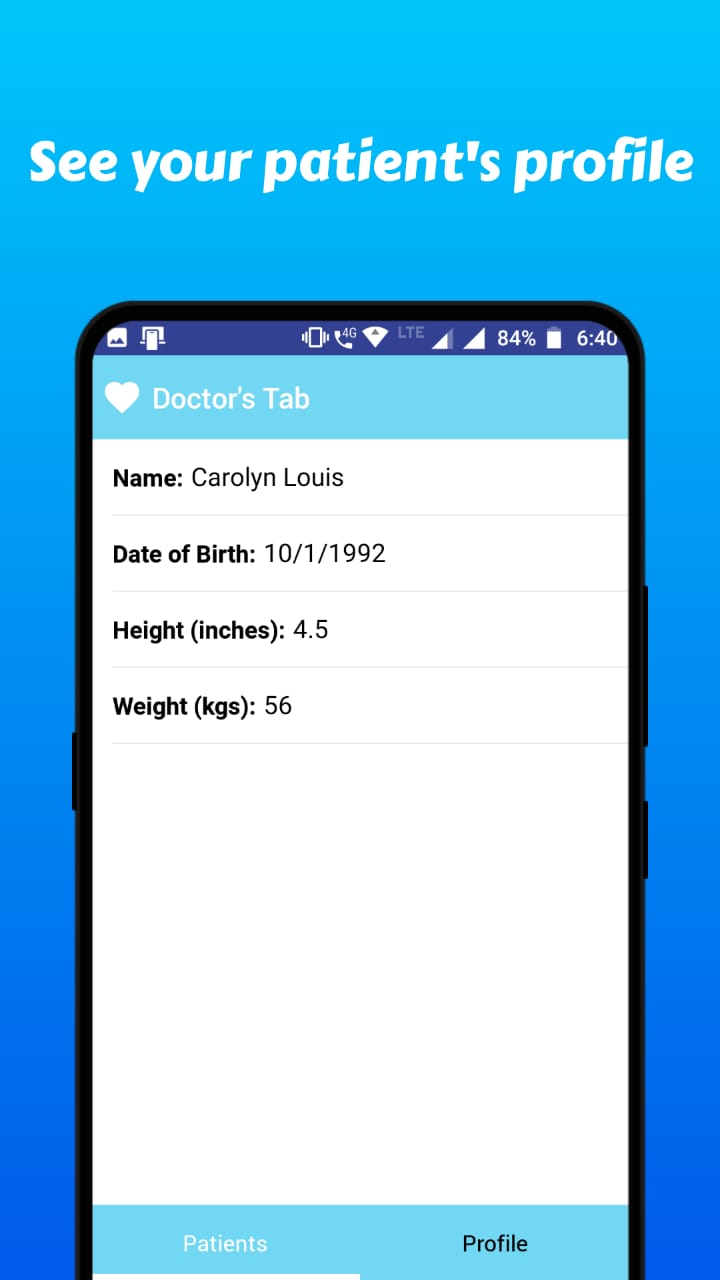 See your patient's profile
4G LTE 84% 6:40
Doctor's Tab
Name: Carolyn Louis
Date of Birth: 10/1/1992
Height (inches): 4.5
Weight (kgs): 56
Patients Profile